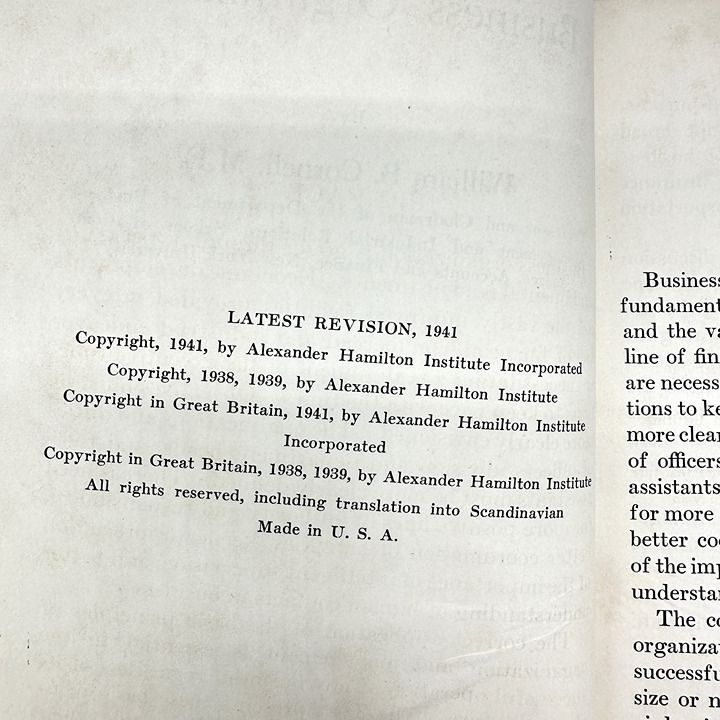 LATEST REVISION, 1941
Copyright, 1941, by Alexander Hamilton Institute Incorporated
Copyright, 1938, 1939, by Alexander Hamilton Institute
Copyright in Great Britain, 1941, by Alexander Hamilton Institute
Incorporated
Copyright in Great Britain, 1938, 1939, by Alexander Hamilton Institute
All rights reserved, including translation into Scandinavian
Made in U. S. A.
Business
fundament
and the va
line of fin
are necess
tions to ke
more clear
of officers
assistants
for more
better co
of the imp
understa
The co
organiza
successfu
size or m